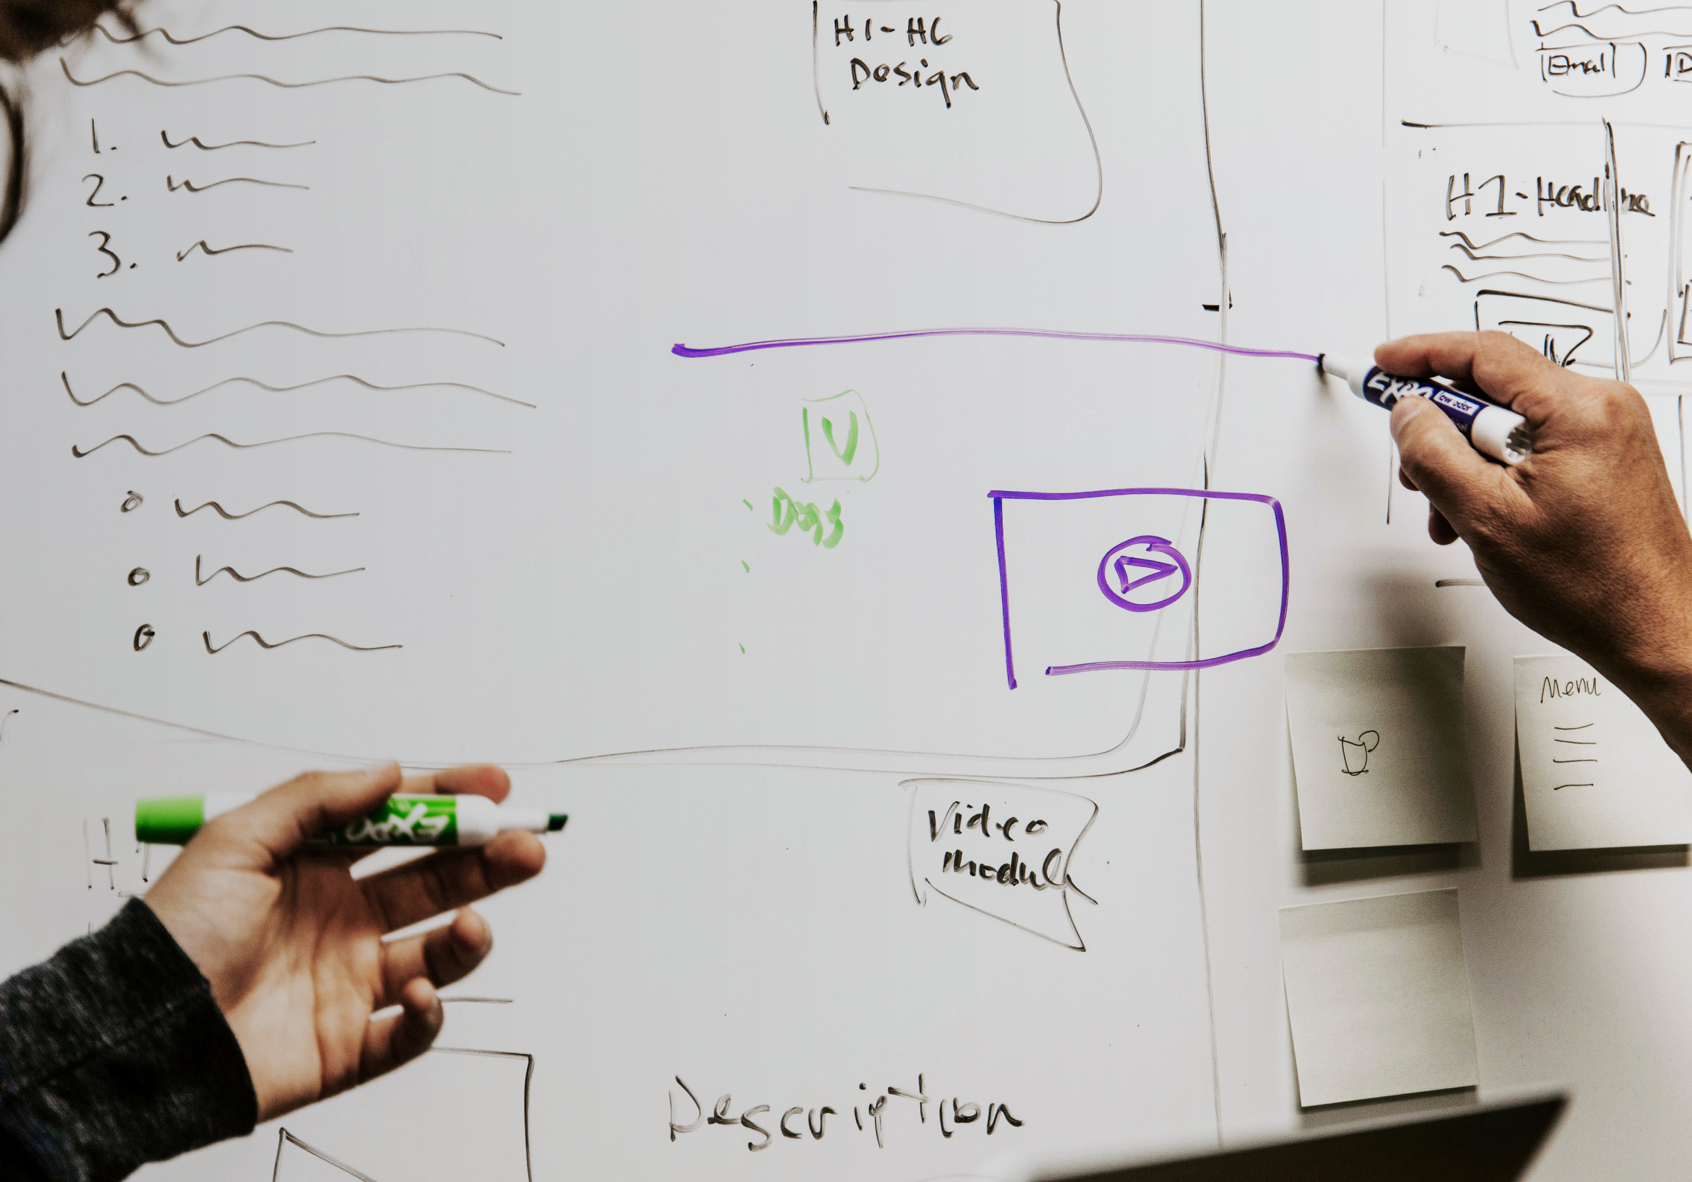 H1-H6
Design
Email
1.
2.
3.
H1-Headline
EXPO
low odor
V
Dogs
Menu
Video
Module
EXPO
H1
Description